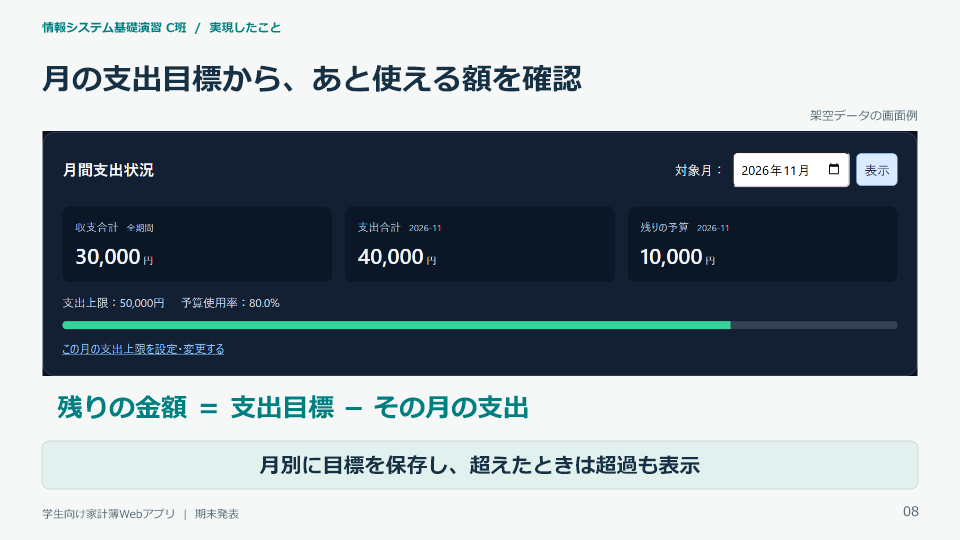 情報システム基礎演習 C班 / 実現したこと
月の支出目標から、あと使える額を確認
架空データの画面例
月間支出状況
対象月： 2026年11月 表示
収支合計 全期間
30,000 円
支出合計 2026-11
40,000 円
残りの予算 2026-11
10,000 円
支出上限：50,000円 予算使用率：80.0%
この月の支出上限を設定・変更する
残りの金額 ＝ 支出目標 − その月の支出
月別に目標を保存し、超えたときは超過も表示
学生向け家計簿Webアプリ | 期末発表
08